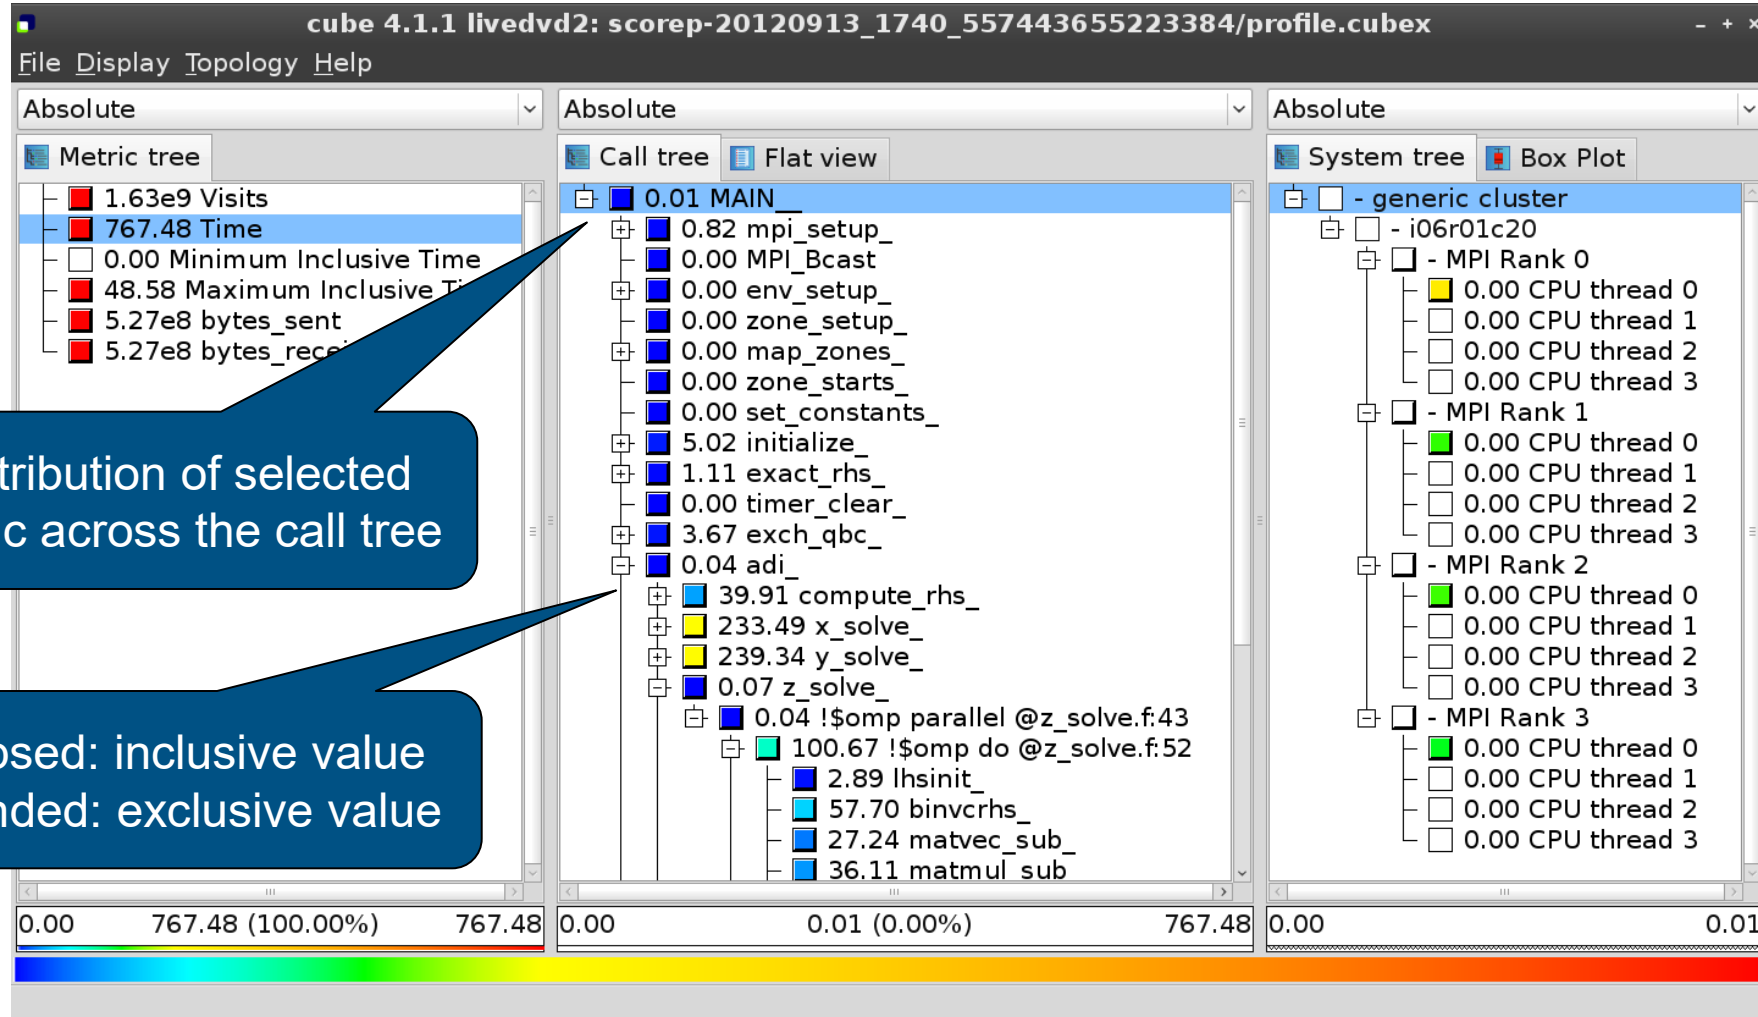 cube 4.1.1 livedvd2: scorep-20120913_1740_557443655223384/profile.cubex
File Display Topology Help
Absolute
Metric tree
1.63e9 Visits
767.48 Time
0.00 Minimum Inclusive Time
48.58 Maximum Inclusive
5.27e8 bytes_sent
5.27e8
tribution of selected
c across the call tree
osed: inclusive value
nded: exclusive value
0.00 767.48 (100.00%) 767.48
Absolute
Call tree Flat view
0.01 MAIN__
0.82 mpi_setup_
0.00 MPI_Bcast
0.00 env_setup_
0.00 zone_setup_
0.00 map_zones_
0.00 zone_starts_
0.00 set_constants_
5.02 initialize_
1.11 exact_rhs_
0.00 timer_clear_
3.67 exch_qbc_
0.04 adi_
39.91 compute_rhs_
233.49 x_solve_
239.34 y_solve_
0.07 z_solve_
0.04 !$omp parallel @z_solve.f:43
100.67 !$omp do @z_solve.f:52
2.89 lhsinit_
57.70 binvcrhs_
27.24 matvec_sub_
36.11 matmul_sub
0.00 0.01 (0.00%) 767.48
Absolute
System tree Box Plot
- generic cluster
- i06r01c20
- MPI Rank 0
0.00 CPU thread 0
0.00 CPU thread 1
0.00 CPU thread 2
0.00 CPU thread 3
- MPI Rank 1
0.00 CPU thread 0
0.00 CPU thread 1
0.00 CPU thread 2
0.00 CPU thread 3
- MPI Rank 2
0.00 CPU thread 0
0.00 CPU thread 1
0.00 CPU thread 2
0.00 CPU thread 3
- MPI Rank 3
0.00 CPU thread 0
0.00 CPU thread 1
0.00 CPU thread 2
0.00 CPU thread 3
0.00 0.01